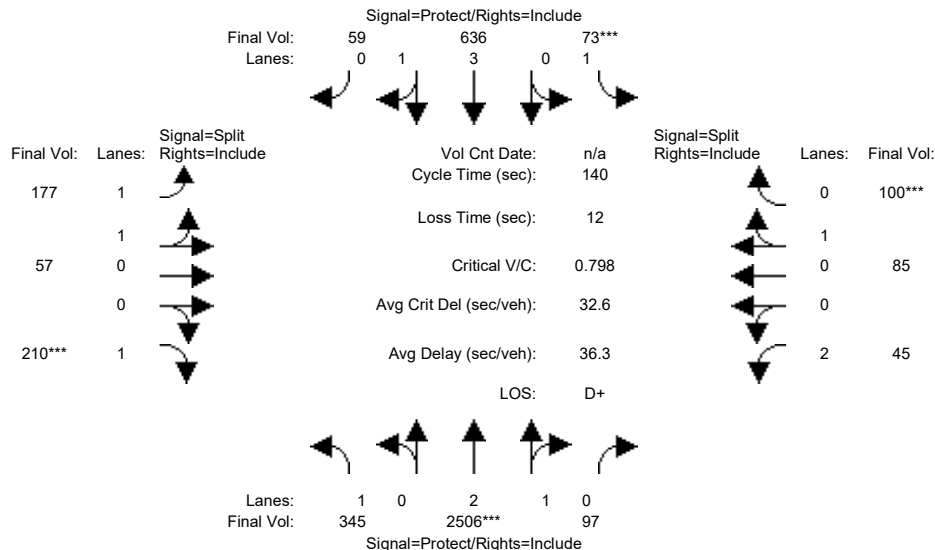 Signal=Protect/Rights=Include
Final Vol: 59 636 73***
Lanes: 0 1 3 0 1
Signal=Split Signal=Split
Final Vol: Lanes: Rights=Include Vol Cnt Date: n/a Rights=Include Lanes: Final Vol:
Cycle Time (sec): 140
177 1 0 100***
Loss Time (sec): 12
1 1
57 0 Critical V/C: 0.798 0 85
0 Avg Crit Del (sec/veh): 32.6 0
210*** 1 Avg Delay (sec/veh): 36.3 2 45
LOS: D+
Lanes: 1 0 2 1 0
Final Vol: 345 2506*** 97
Signal=Protect/Rights=Include